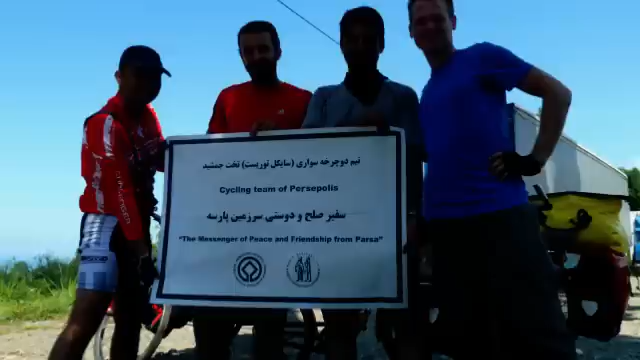 تیم دوچرخه سواری (سایکل توریست) تخت جمشید
Cycling team of Persepolis
سفیر صلح و دوستی سرزمین پارسه
"The Messenger of Peace and Friendship from Parsa"